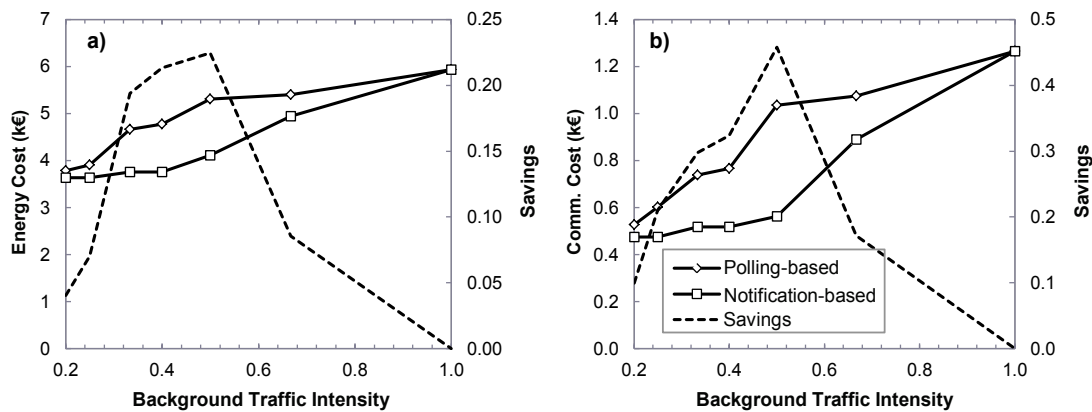 a)
Energy Cost (k€)
7
6
5
4
3
2
1
0
0.25
0.20
0.15
0.10
0.05
0.00
Savings
0.2 0.4 0.6 0.8 1.0
Background Traffic Intensity
b)
Comm. Cost (k€)
1.4
1.2
1.0
0.8
0.6
0.4
0.2
0.0
Polling-based
Notification-based
Savings
0.5
0.4
0.3
0.2
0.1
0.0
Savings
0.2 0.4 0.6 0.8 1.0
Background Traffic Intensity